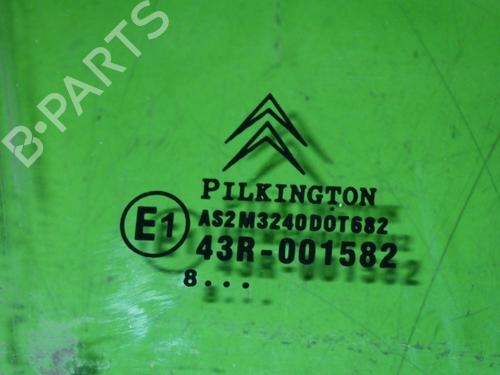 B·PARTS
PILKINGTON
E1
AS2 M3240 DOT682
43R-001582
8...